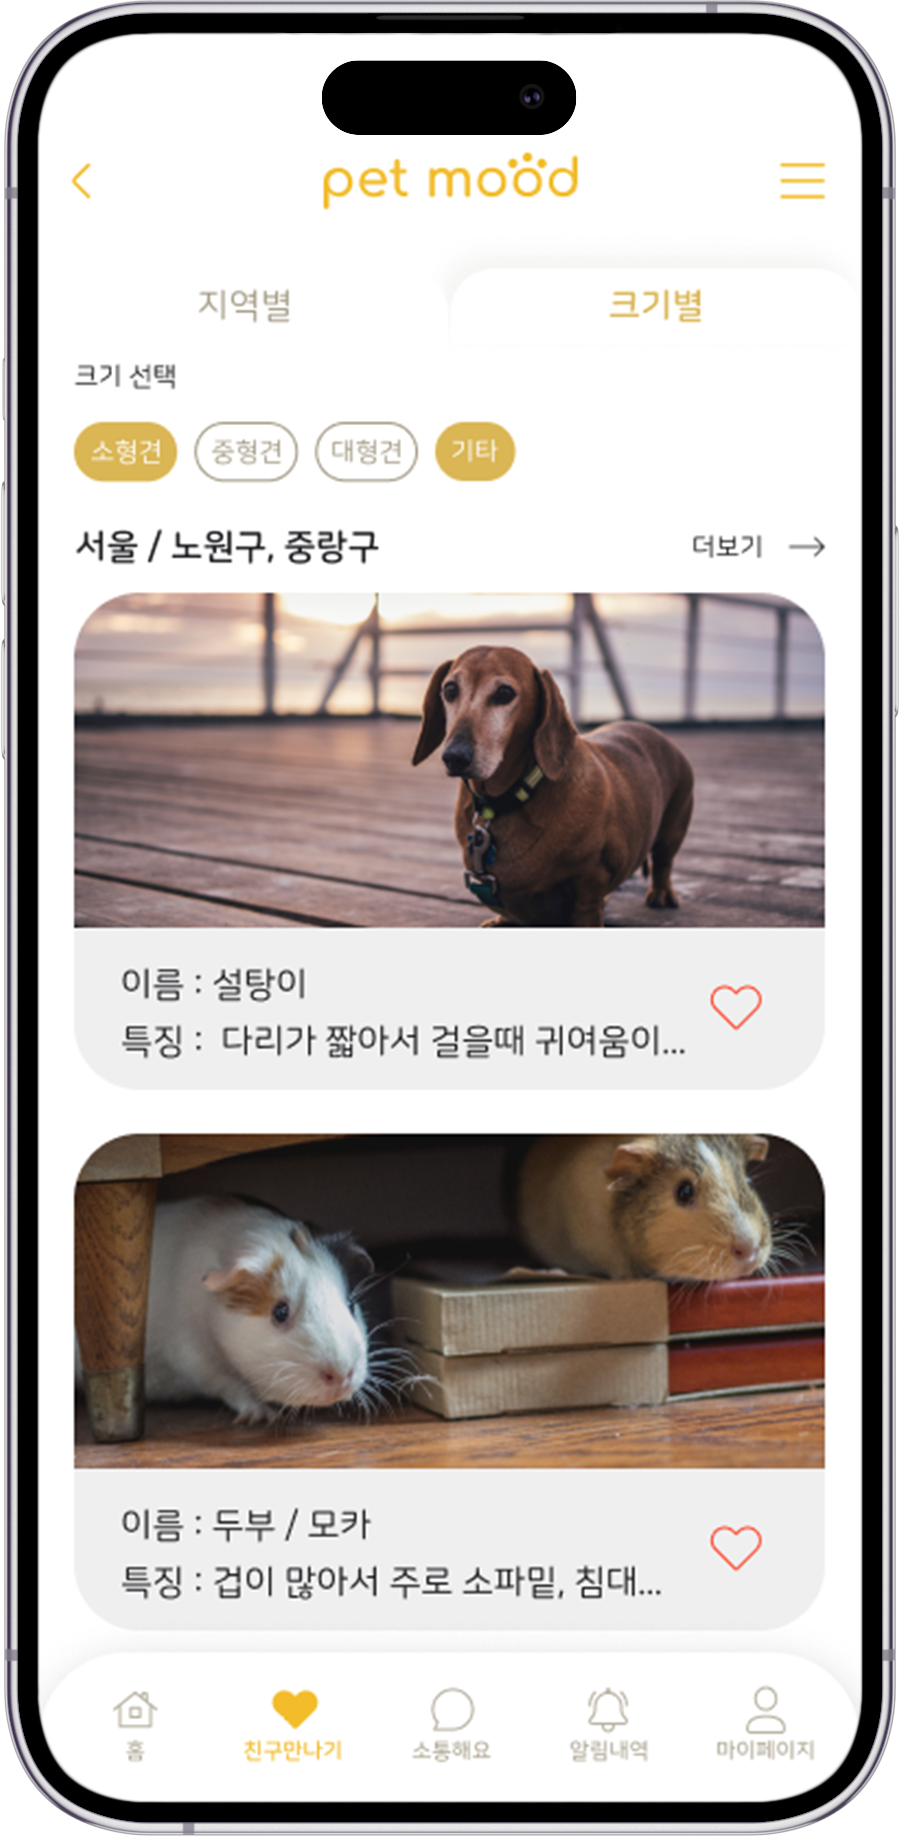 pet mood
지역별
크기별
크기 선택
소형견
중형견
대형견
기타
서울 / 노원구, 중랑구
더보기
이름 : 설탕이
특징 : 다리가 짧아서 걸을때 귀여움이...
이름 : 두부 / 모카
특징 : 겁이 많아서 주로 소파밑, 침대...
홈
친구만나기
소통해요
알림내역
마이페이지